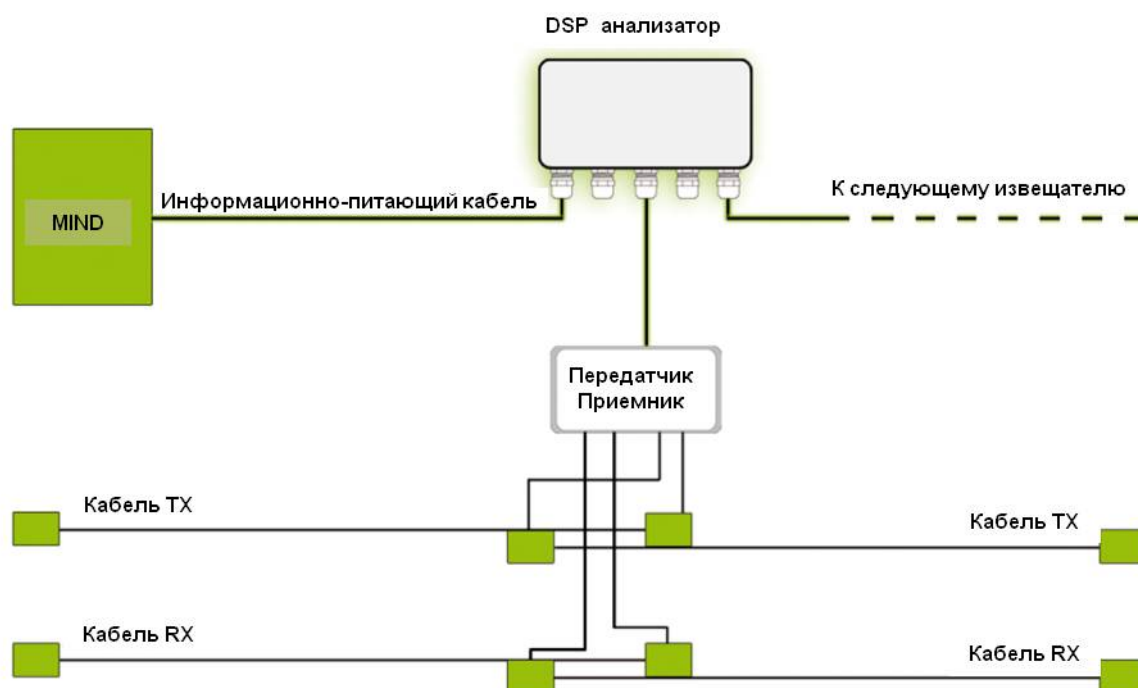 DSP анализатор
Информационно-питающий кабель
К следующему извещателю
MIND
Передатчик
Приемник
Кабель TX
Кабель TX
Кабель RX
Кабель RX